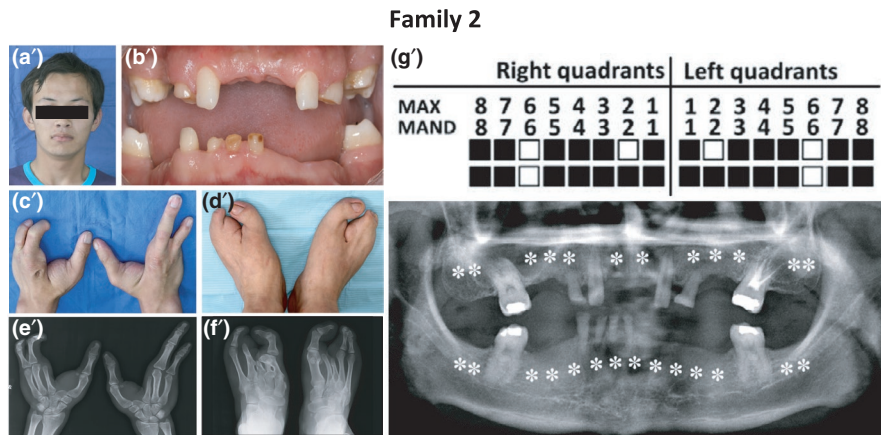 Family 2
(a′)
(b′)
(c′)
(d′)
(e′)
(f′)
(g′)
Right quadrants Left quadrants
MAX 8 7 6 5 4 3 2 1 1 2 3 4 5 6 7 8
MAND 8 7 6 5 4 3 2 1 1 2 3 4 5 6 7 8
** *** ** *** **
** *** *** *** * **